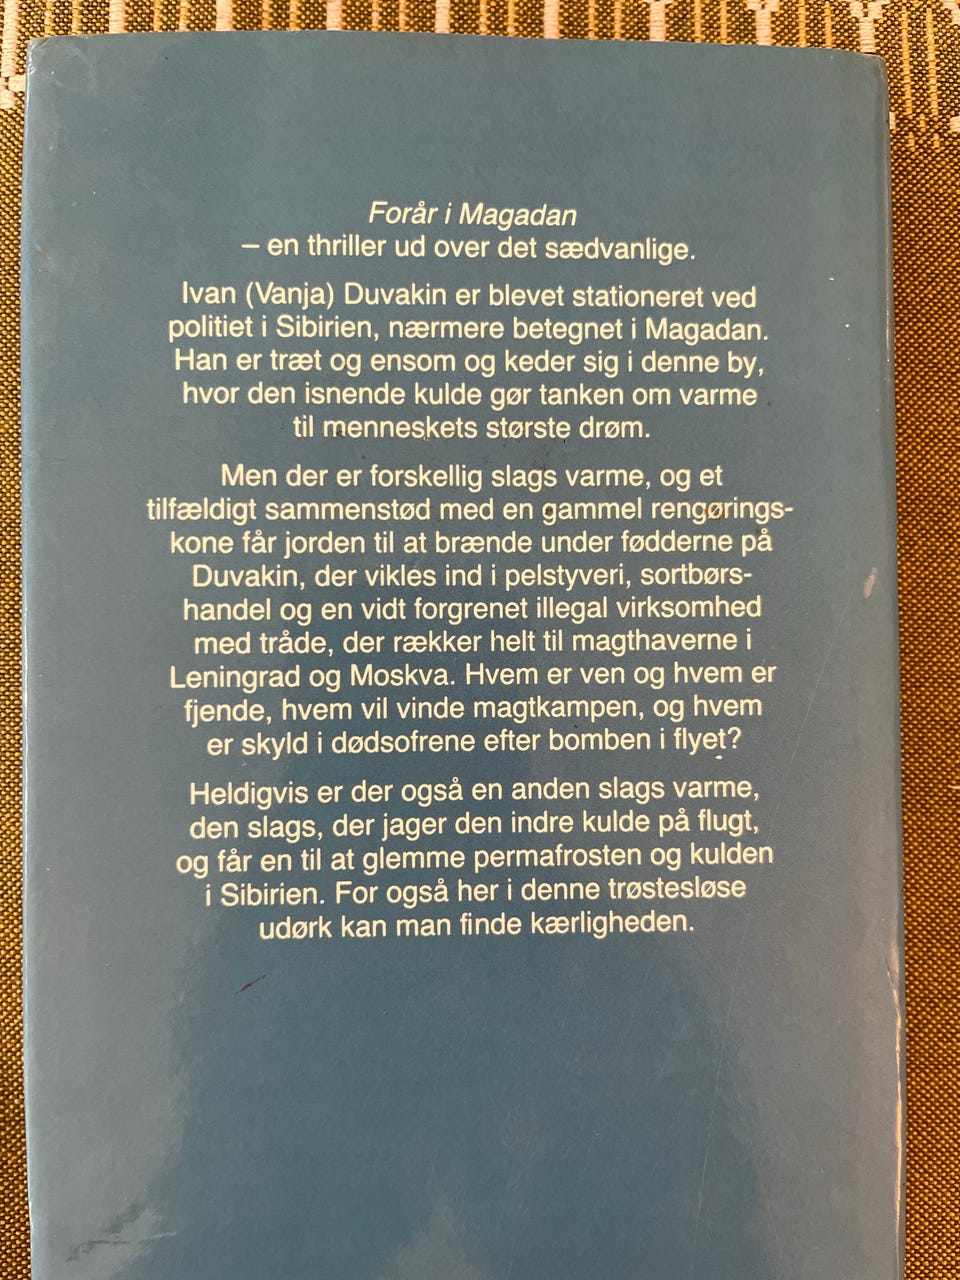 Forår i Magadan
– en thriller ud over det sædvanlige.
Ivan (Vanja) Duvakin er blevet stationeret ved
politiet i Sibirien, nærmere betegnet i Magadan.
Han er træt og ensom og keder sig i denne by,
hvor den isnende kulde gør tanken om varme
til menneskets største drøm.
Men der er forskellig slags varme, og et
tilfældigt sammenstød med en gammel rengørings-
kone får jorden til at brænde under fødderne på
Duvakin, der vikles ind i pelstyveri, sortbørs-
handel og en vidt forgrenet illegal virksomhed
med tråde, der rækker helt til magthaverne i
Leningrad og Moskva. Hvem er ven og hvem er
fjende, hvem vil vinde magtkampen, og hvem
er skyld i dødsofrene efter bomben i flyet?
Heldigvis er der også en anden slags varme,
den slags, der jager den indre kulde på flugt,
og får en til at glemme permafrosten og kulden
i Sibirien. For også her i denne trøstesløse
udørk kan man finde kærligheden.